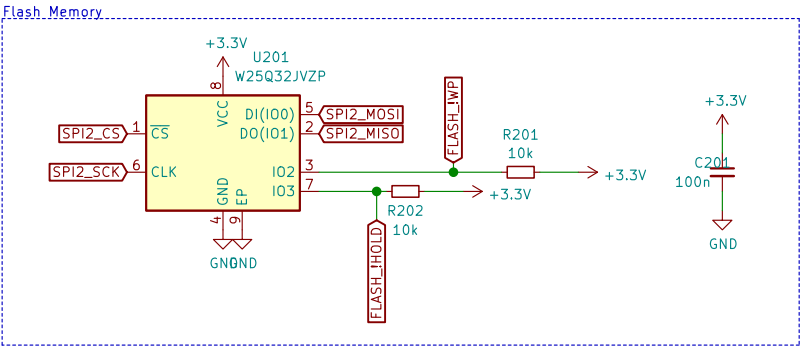 Flash Memory
+3.3V
U201
W25Q32JVZP
8
VCC
SPI2_CS
1
CS
DI(IO0)
5
SPI2_MOSI
DO(IO1)
2
SPI2_MISO
SPI2_SCK
6
CLK
IO2
3
IO3
7
GND
EP
4
9
GND
GND
FLASH_!WP
R201
10k
+3.3V
R202
10k
+3.3V
FLASH_!HOLD
+3.3V
C201
100n
GND